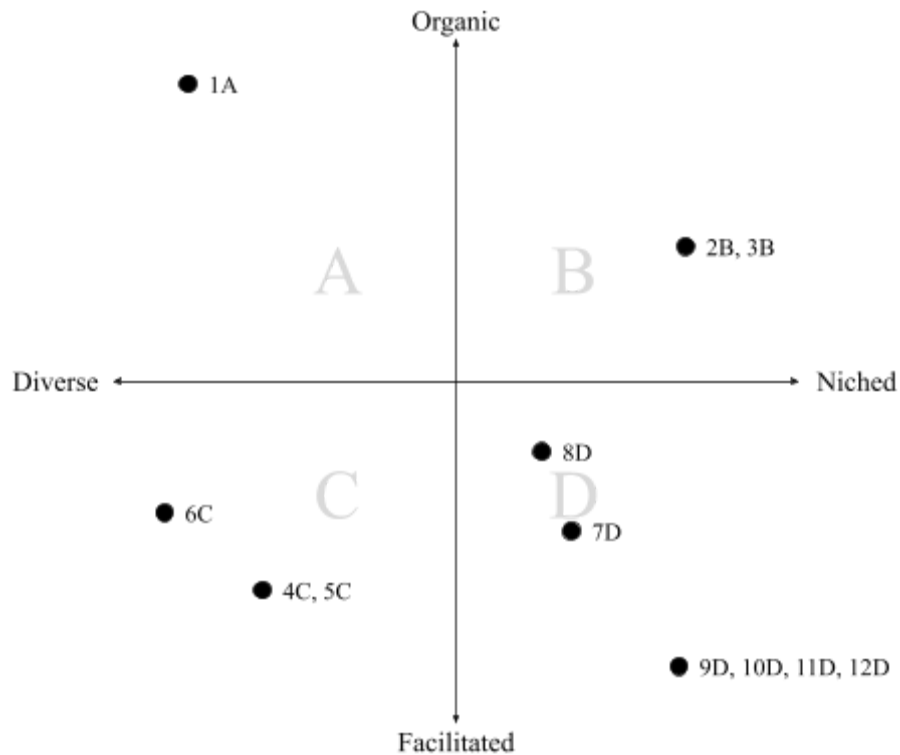 Organic
1A
2B, 3B
A
B
Diverse
Niched
8D
C
D
6C
7D
4C, 5C
9D, 10D, 11D, 12D
Facilitated